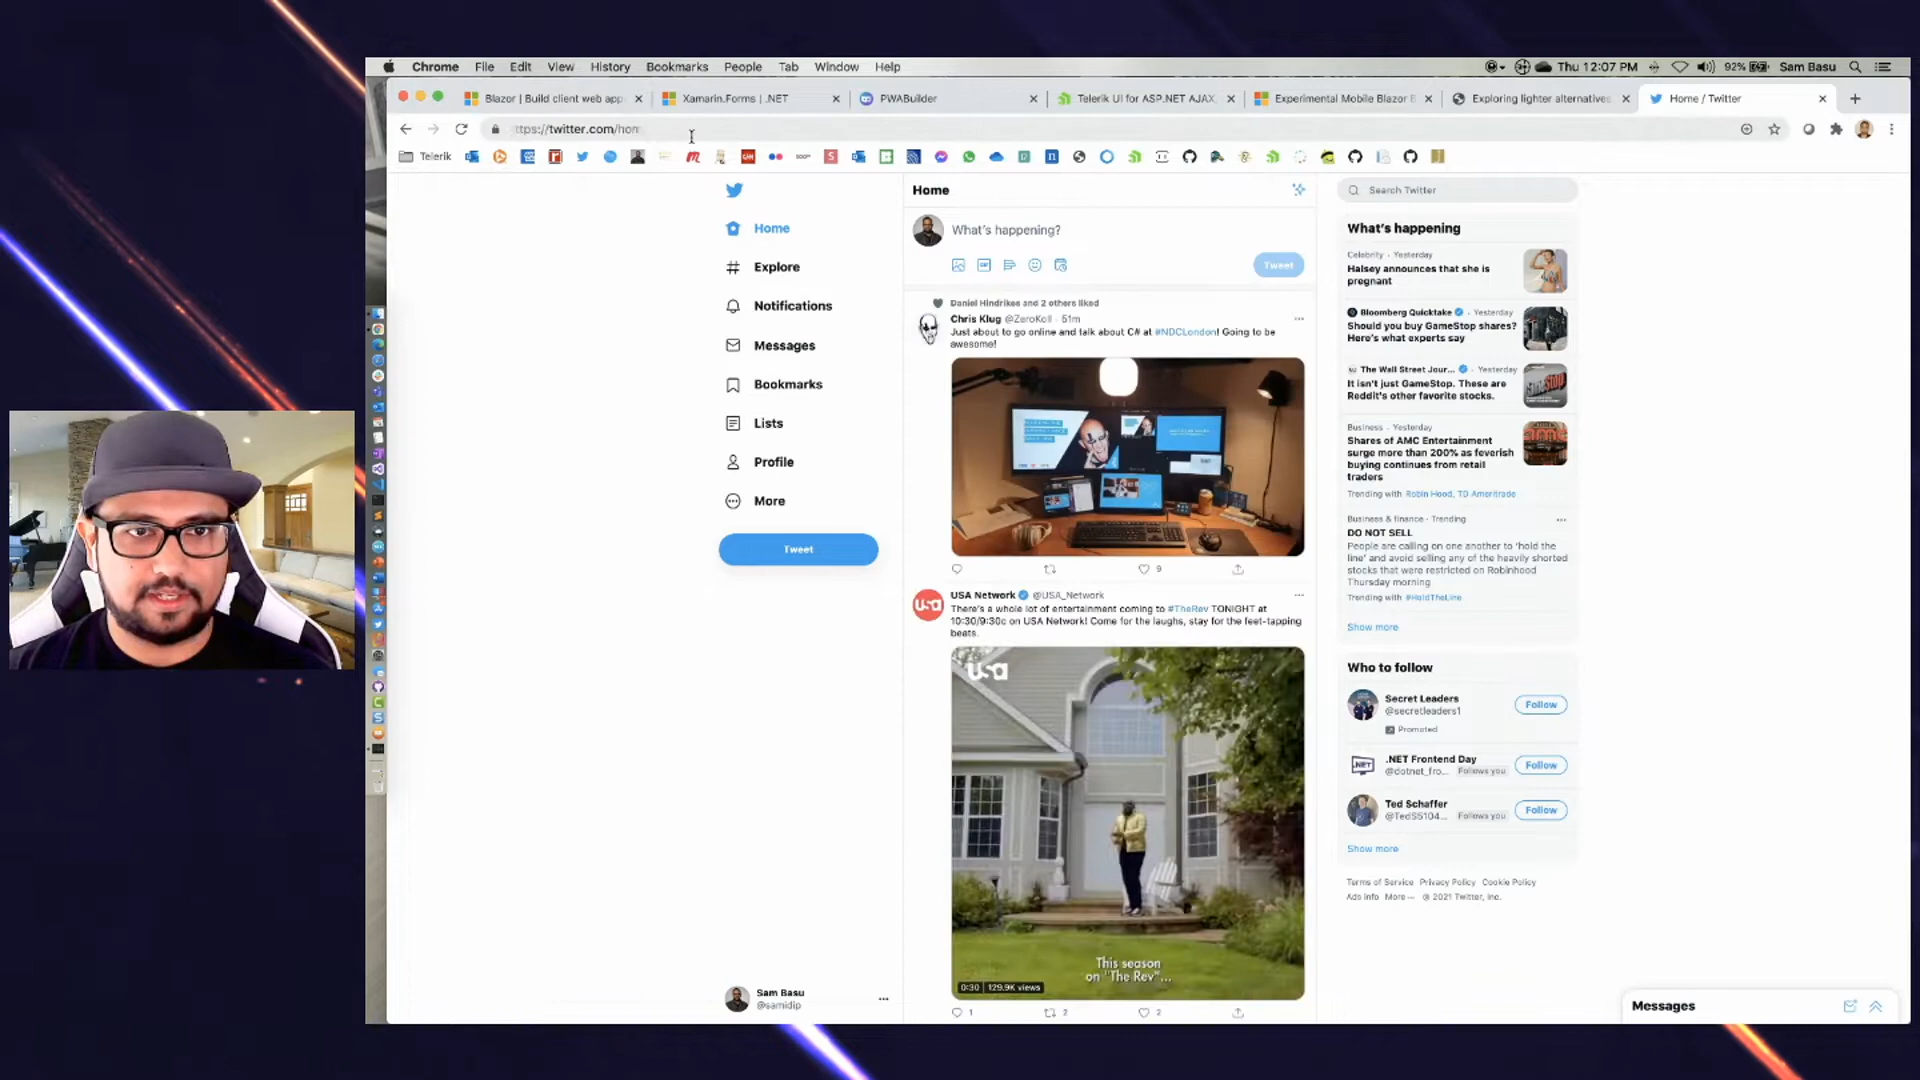 Chrome File Edit View History Bookmarks People Tab Window Help
Thu 12:07 PM 92% Sam Basu
Blazor | Build client web app
Xamarin.Forms | .NET
PWABuilder
Telerik UI for ASP.NET AJAX,
Experimental Mobile Blazor B
Exploring lighter alternatives
Home / Twitter
ttps://twitter.com/hom
Telerik
Home
Explore
Notifications
Messages
Bookmarks
Lists
Profile
More
Tweet
Sam Basu
@samidip
Home
What's happening?
Tweet
Daniel Hindrikes and 2 others liked
Chris Klug @ZeroKoll · 51m
Just about to go online and talk about C# at #NDCLondon! Going to be
awesome!
9
USA Network @USA_Network
There's a whole lot of entertainment coming to #TheRev TONIGHT at
10:30/9:30c on USA Network! Come for the laughs, stay for the feet-tapping
beats.
usa
This season
on "The Rev"...
0:30 129.9K views
1 2 2
Search Twitter
What's happening
Celebrity · Yesterday
Halsey announces that she is
pregnant
Bloomberg Quicktake · Yesterday
Should you buy GameStop shares?
Here's what experts say
The Wall Street Jour... · Yesterday
It isn't just GameStop. These are
Reddit's other favorite stocks.
Business · Yesterday
Shares of AMC Entertainment
surge more than 200% as feverish
buying continues from retail
traders
Trending with Robin Hood, TD Ameritrade
Business & finance · Trending
DO NOT SELL
People are calling on one another to 'hold the
line' and avoid selling any of the heavily shorted
stocks that were restricted on Robinhood
Thursday morning
Trending with #HoldTheLine
Show more
Who to follow
Secret Leaders
@secretleaders1
Follow
Promoted
.NET Frontend Day
@dotnet_fro... Follows you
Follow
Ted Schaffer
@TedS5104... Follows you
Follow
Show more
Terms of Service Privacy Policy Cookie Policy
Ads info More ··· © 2021 Twitter, Inc.
Messages